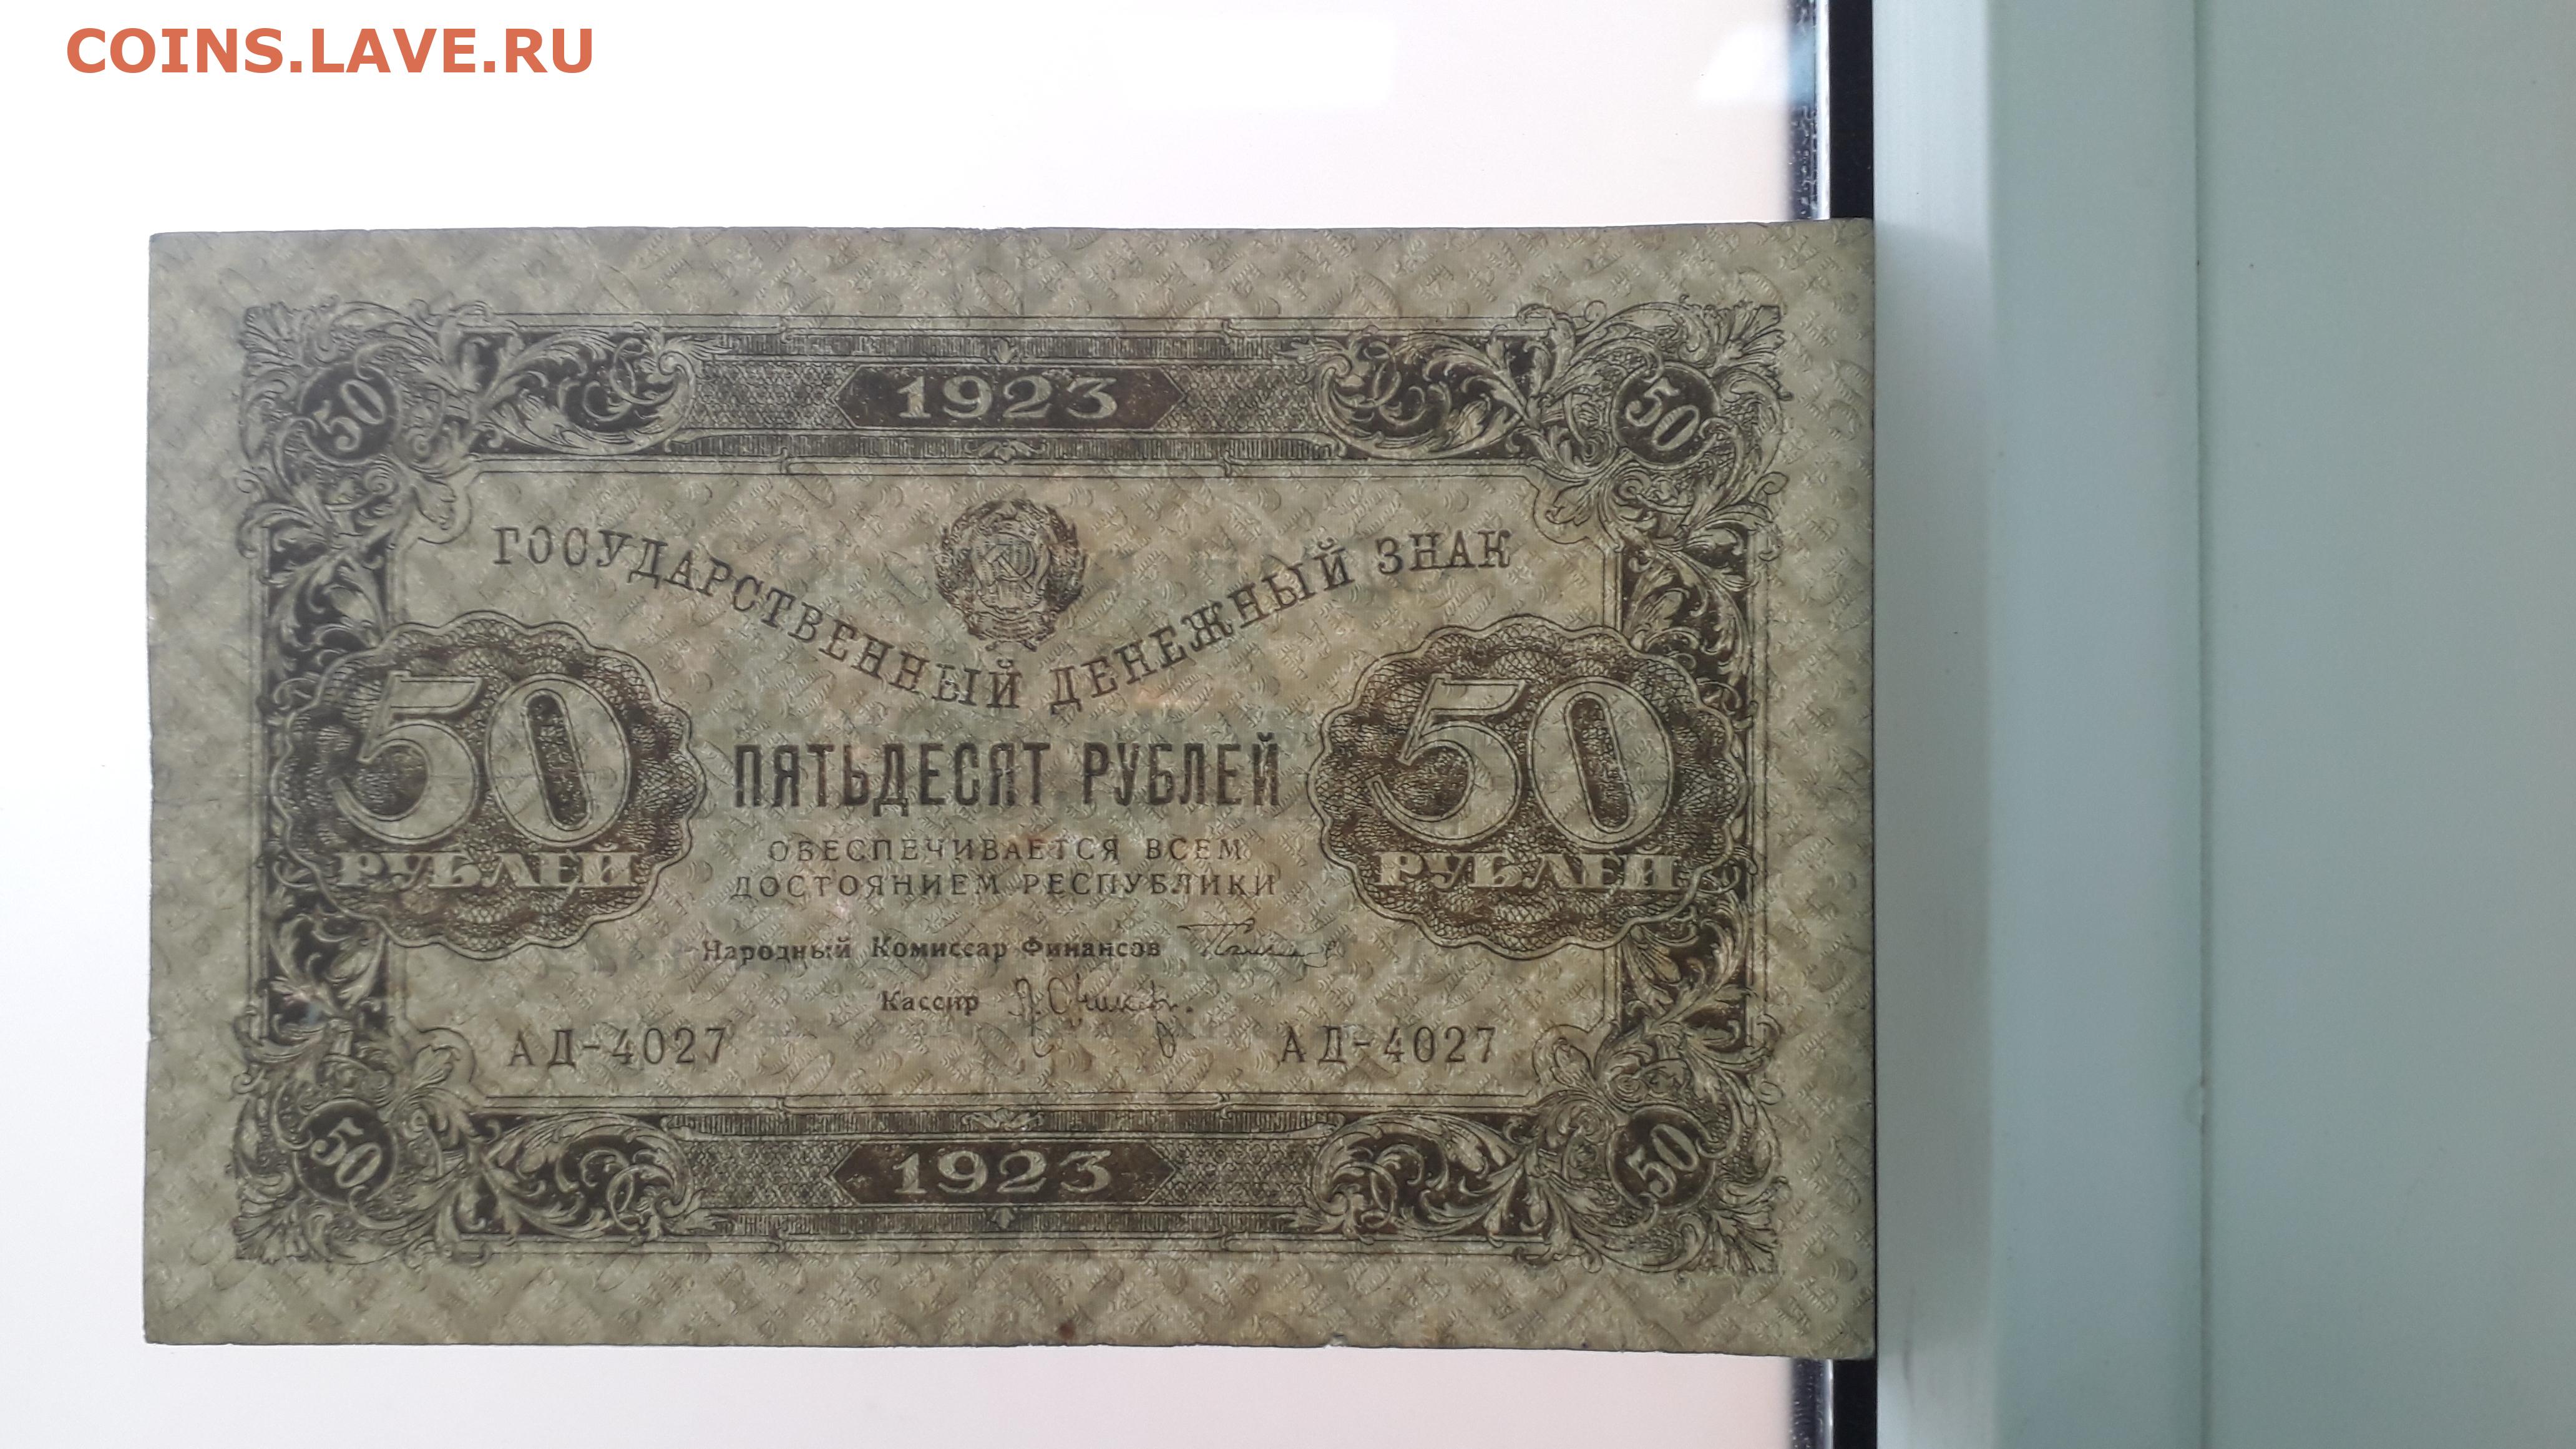 COINS.LAVE.RU
50 1923 50
ГОСУДАРСТВЕННЫЙ ДЕНЕЖНЫЙ ЗНАК
50 РУБЛЕЙ
ПЯТЬДЕСЯТ РУБЛЕЙ
50 РУБЛЕЙ
ОБЕСПЕЧИВАЕТСЯ ВСЕМ
ДОСТОЯНИЕМ РЕСПУБЛИКИ
Народный Комиссар Финансов
Кассир
АД-4027 АД-4027
50 1923 50